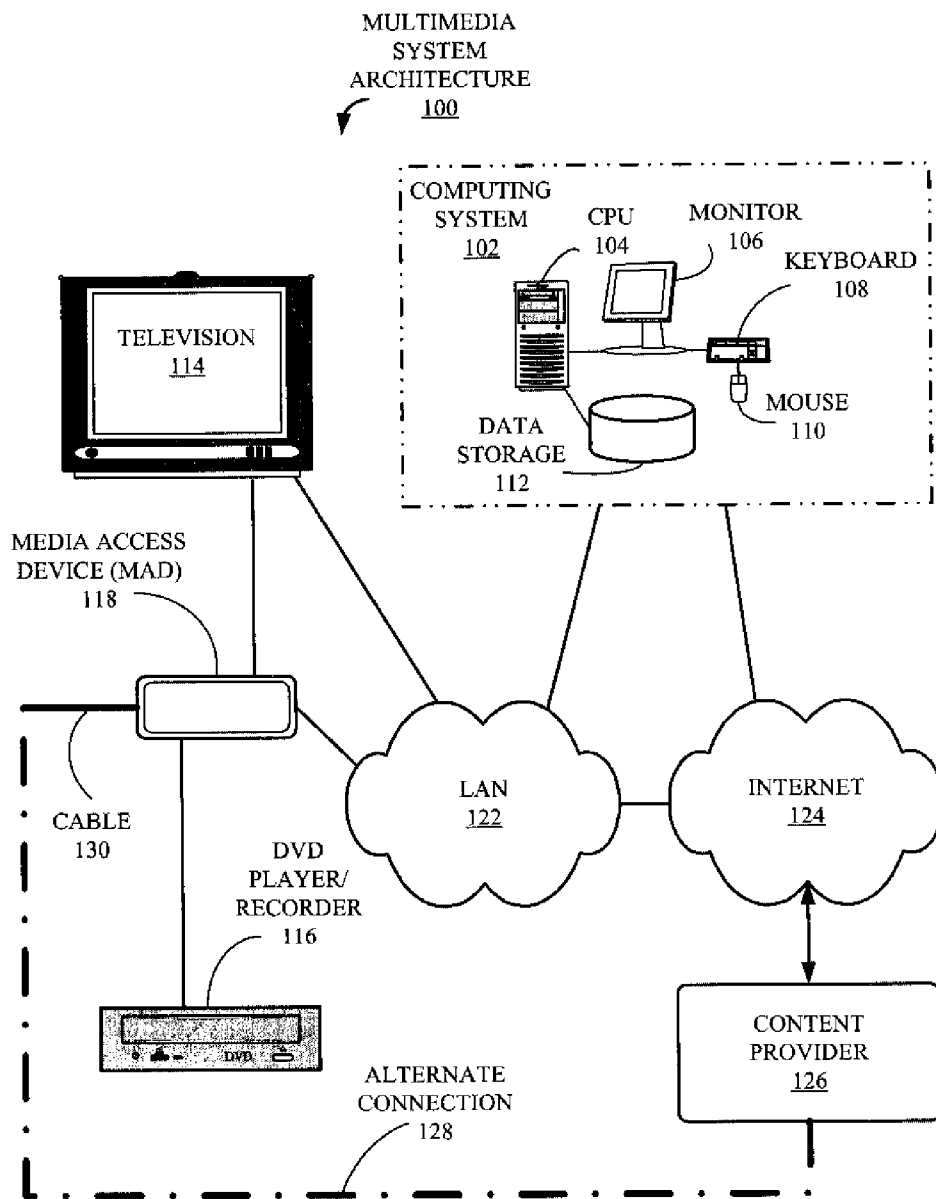 MULTIMEDIA
SYSTEM
ARCHITECTURE
100
COMPUTING
SYSTEM
102
CPU
104
MONITOR
106
KEYBOARD
108
MOUSE
110
DATA
STORAGE
112
TELEVISION
114
MEDIA ACCESS
DEVICE (MAD)
118
CABLE
130
LAN
122
INTERNET
124
DVD
PLAYER/
RECORDER
116
DVD
CONTENT
PROVIDER
126
ALTERNATE
CONNECTION
128